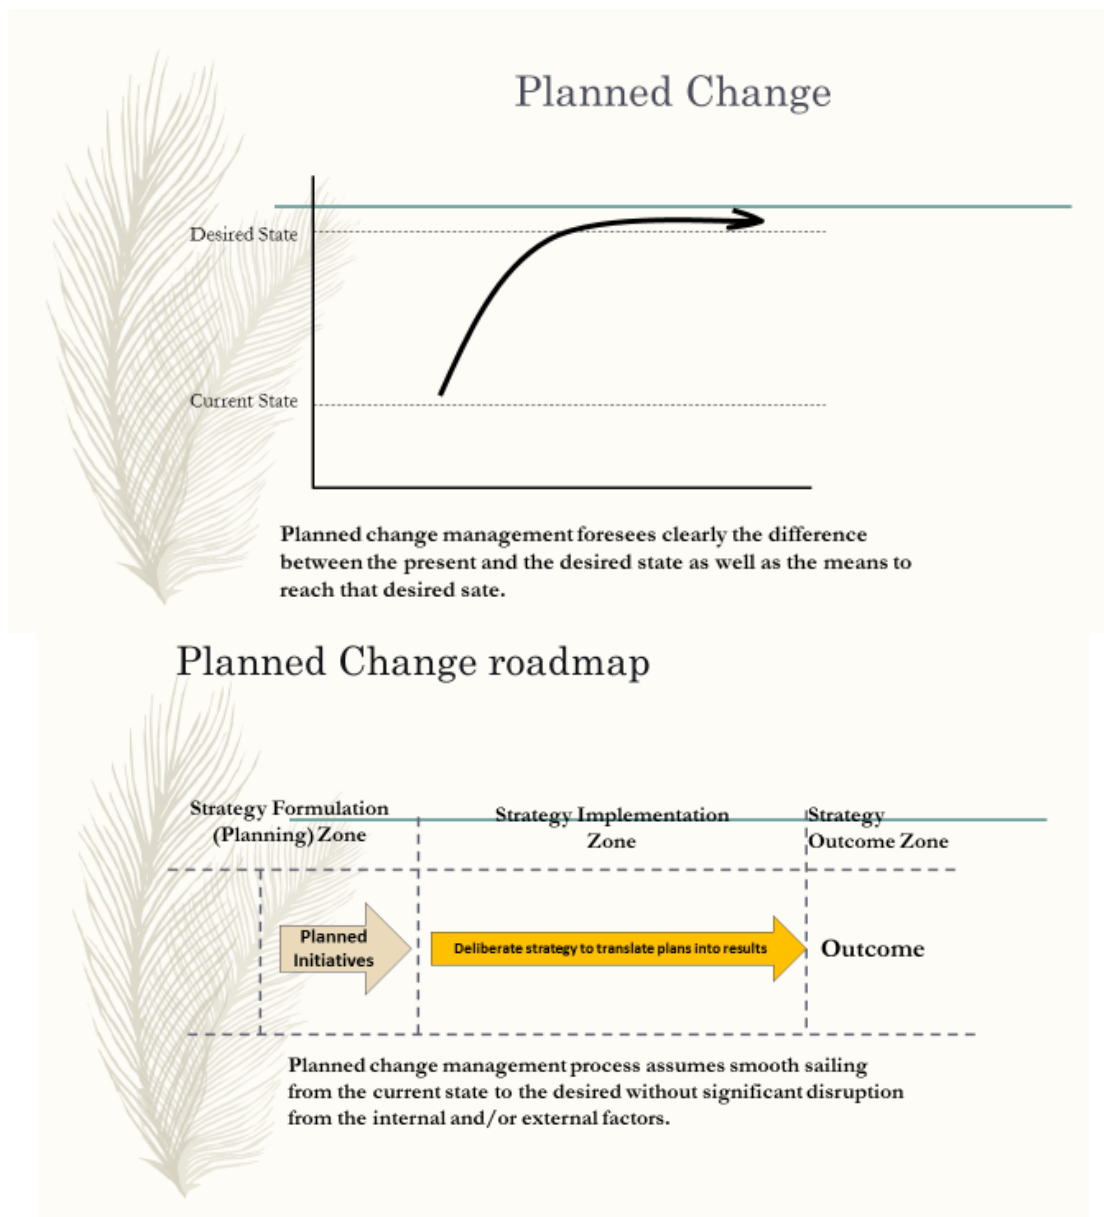 Planned Change
Desired State
Current State
Planned change management foresees clearly the difference
between the present and the desired state as well as the means to
reach that desired sate.
Planned Change roadmap
Strategy Formulation
(Planning) Zone
Strategy Implementation
Zone
Strategy
Outcome Zone
Planned
Initiatives
Deliberate strategy to translate plans into results
Outcome
Planned change management process assumes smooth sailing
from the current state to the desired without significant disruption
from the internal and/or external factors.